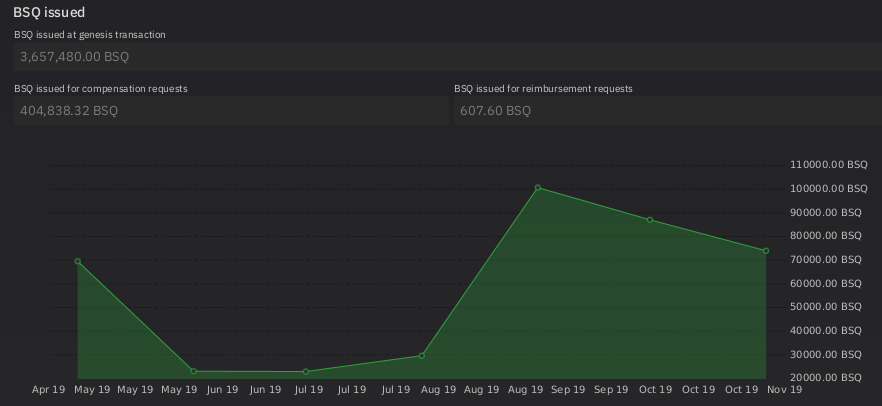 BSQ issued
BSQ issued at genesis transaction
3,657,480.00 BSQ
BSQ issued for compensation requests BSQ issued for reimbursement requests
404,838.32 BSQ 607.60 BSQ
110000.00 BSQ
100000.00 BSQ
90000.00 BSQ
80000.00 BSQ
70000.00 BSQ
60000.00 BSQ
50000.00 BSQ
40000.00 BSQ
30000.00 BSQ
20000.00 BSQ
Apr 19 May 19 May 19 May 19 Jun 19 Jun 19 Jul 19 Jul 19 Jul 19 Aug 19 Aug 19 Aug 19 Sep 19 Sep 19 Oct 19 Oct 19 Oct 19 Nov 19